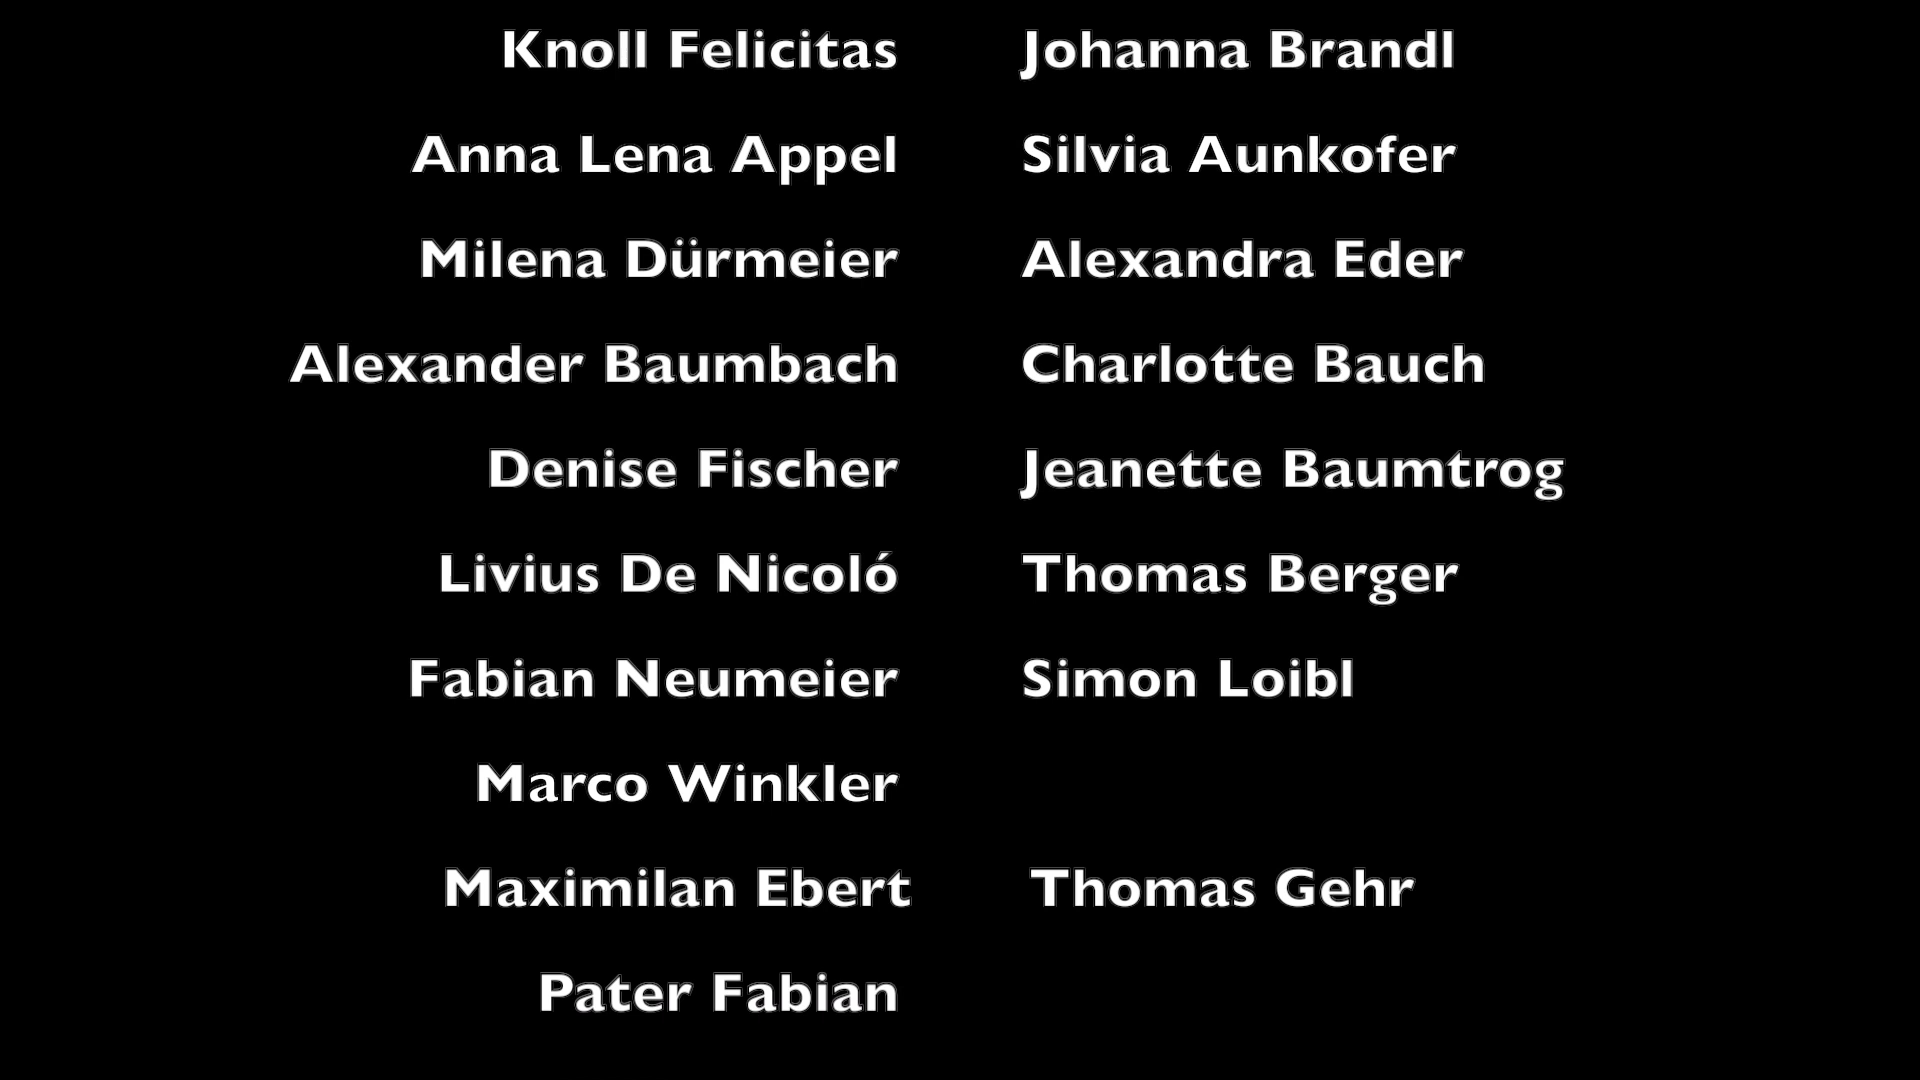 Knoll Felicitas Johanna Brandl
Anna Lena Appel Silvia Aunkofer
Milena Dürmeier Alexandra Eder
Alexander Baumbach Charlotte Bauch
Denise Fischer Jeanette Baumtrog
Livius De Nicoló Thomas Berger
Fabian Neumeier Simon Loibl
Marco Winkler
Maximilan Ebert Thomas Gehr
Pater Fabian